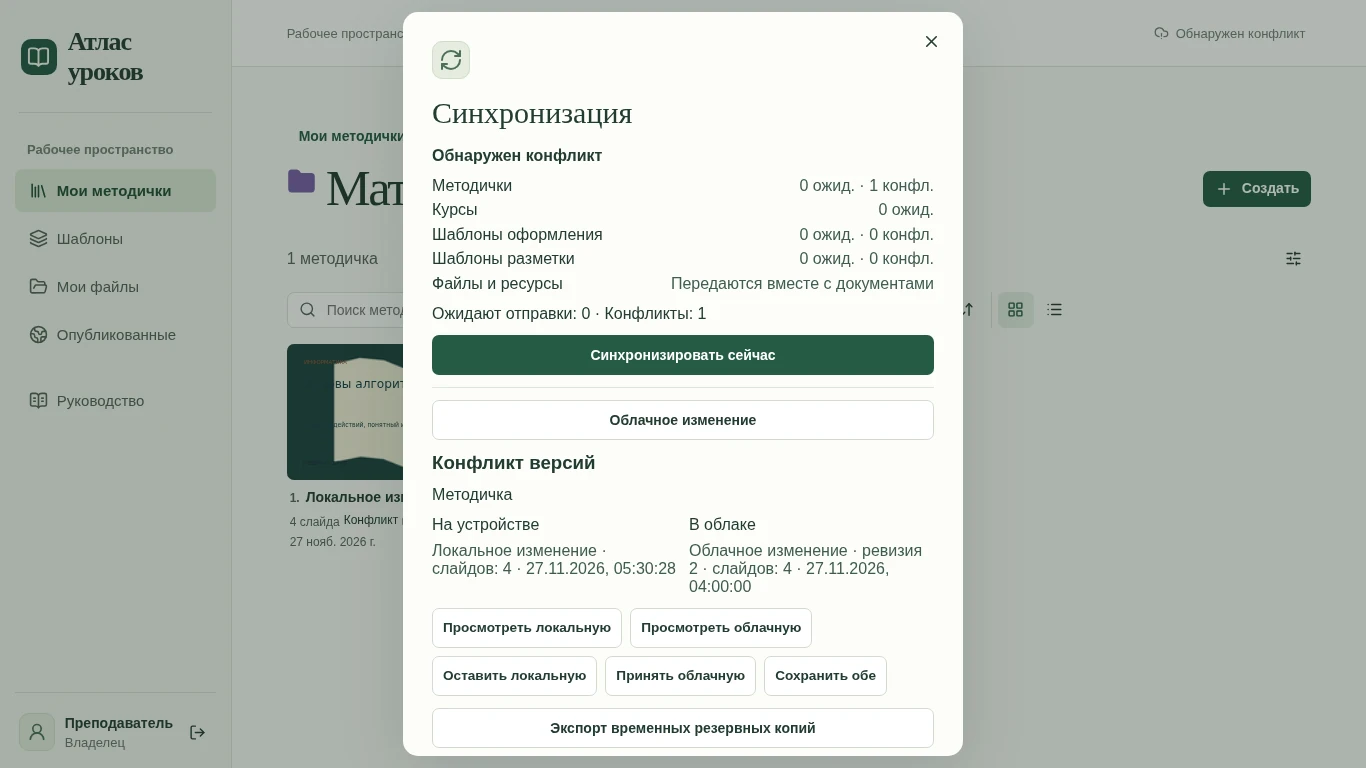 Атлас
уроков
Рабочее пространство
Мои методички
Шаблоны
Мои файлы
Опубликованные
Руководство
Преподаватель
Владелец
Обнаружен конфликт
Мои методички
Создать
1 методичка
4 слайда Конфликт
27 нояб. 2026 г.
Синхронизация
Обнаружен конфликт
Методички 0 ожид. · 1 конфл.
Курсы 0 ожид.
Шаблоны оформления 0 ожид. · 0 конфл.
Шаблоны разметки 0 ожид. · 0 конфл.
Файлы и ресурсы Передаются вместе с документами
Ожидают отправки: 0 · Конфликты: 1
Синхронизировать сейчас
Облачное изменение
Конфликт версий
Методичка
На устройстве
Локальное изменение ·
слайдов: 4 · 27.11.2026, 05:30:28
В облаке
Облачное изменение · ревизия
2 · слайдов: 4 · 27.11.2026,
04:00:00
Просмотреть локальную
Просмотреть облачную
Оставить локальную
Принять облачную
Сохранить обе
Экспорт временных резервных копий